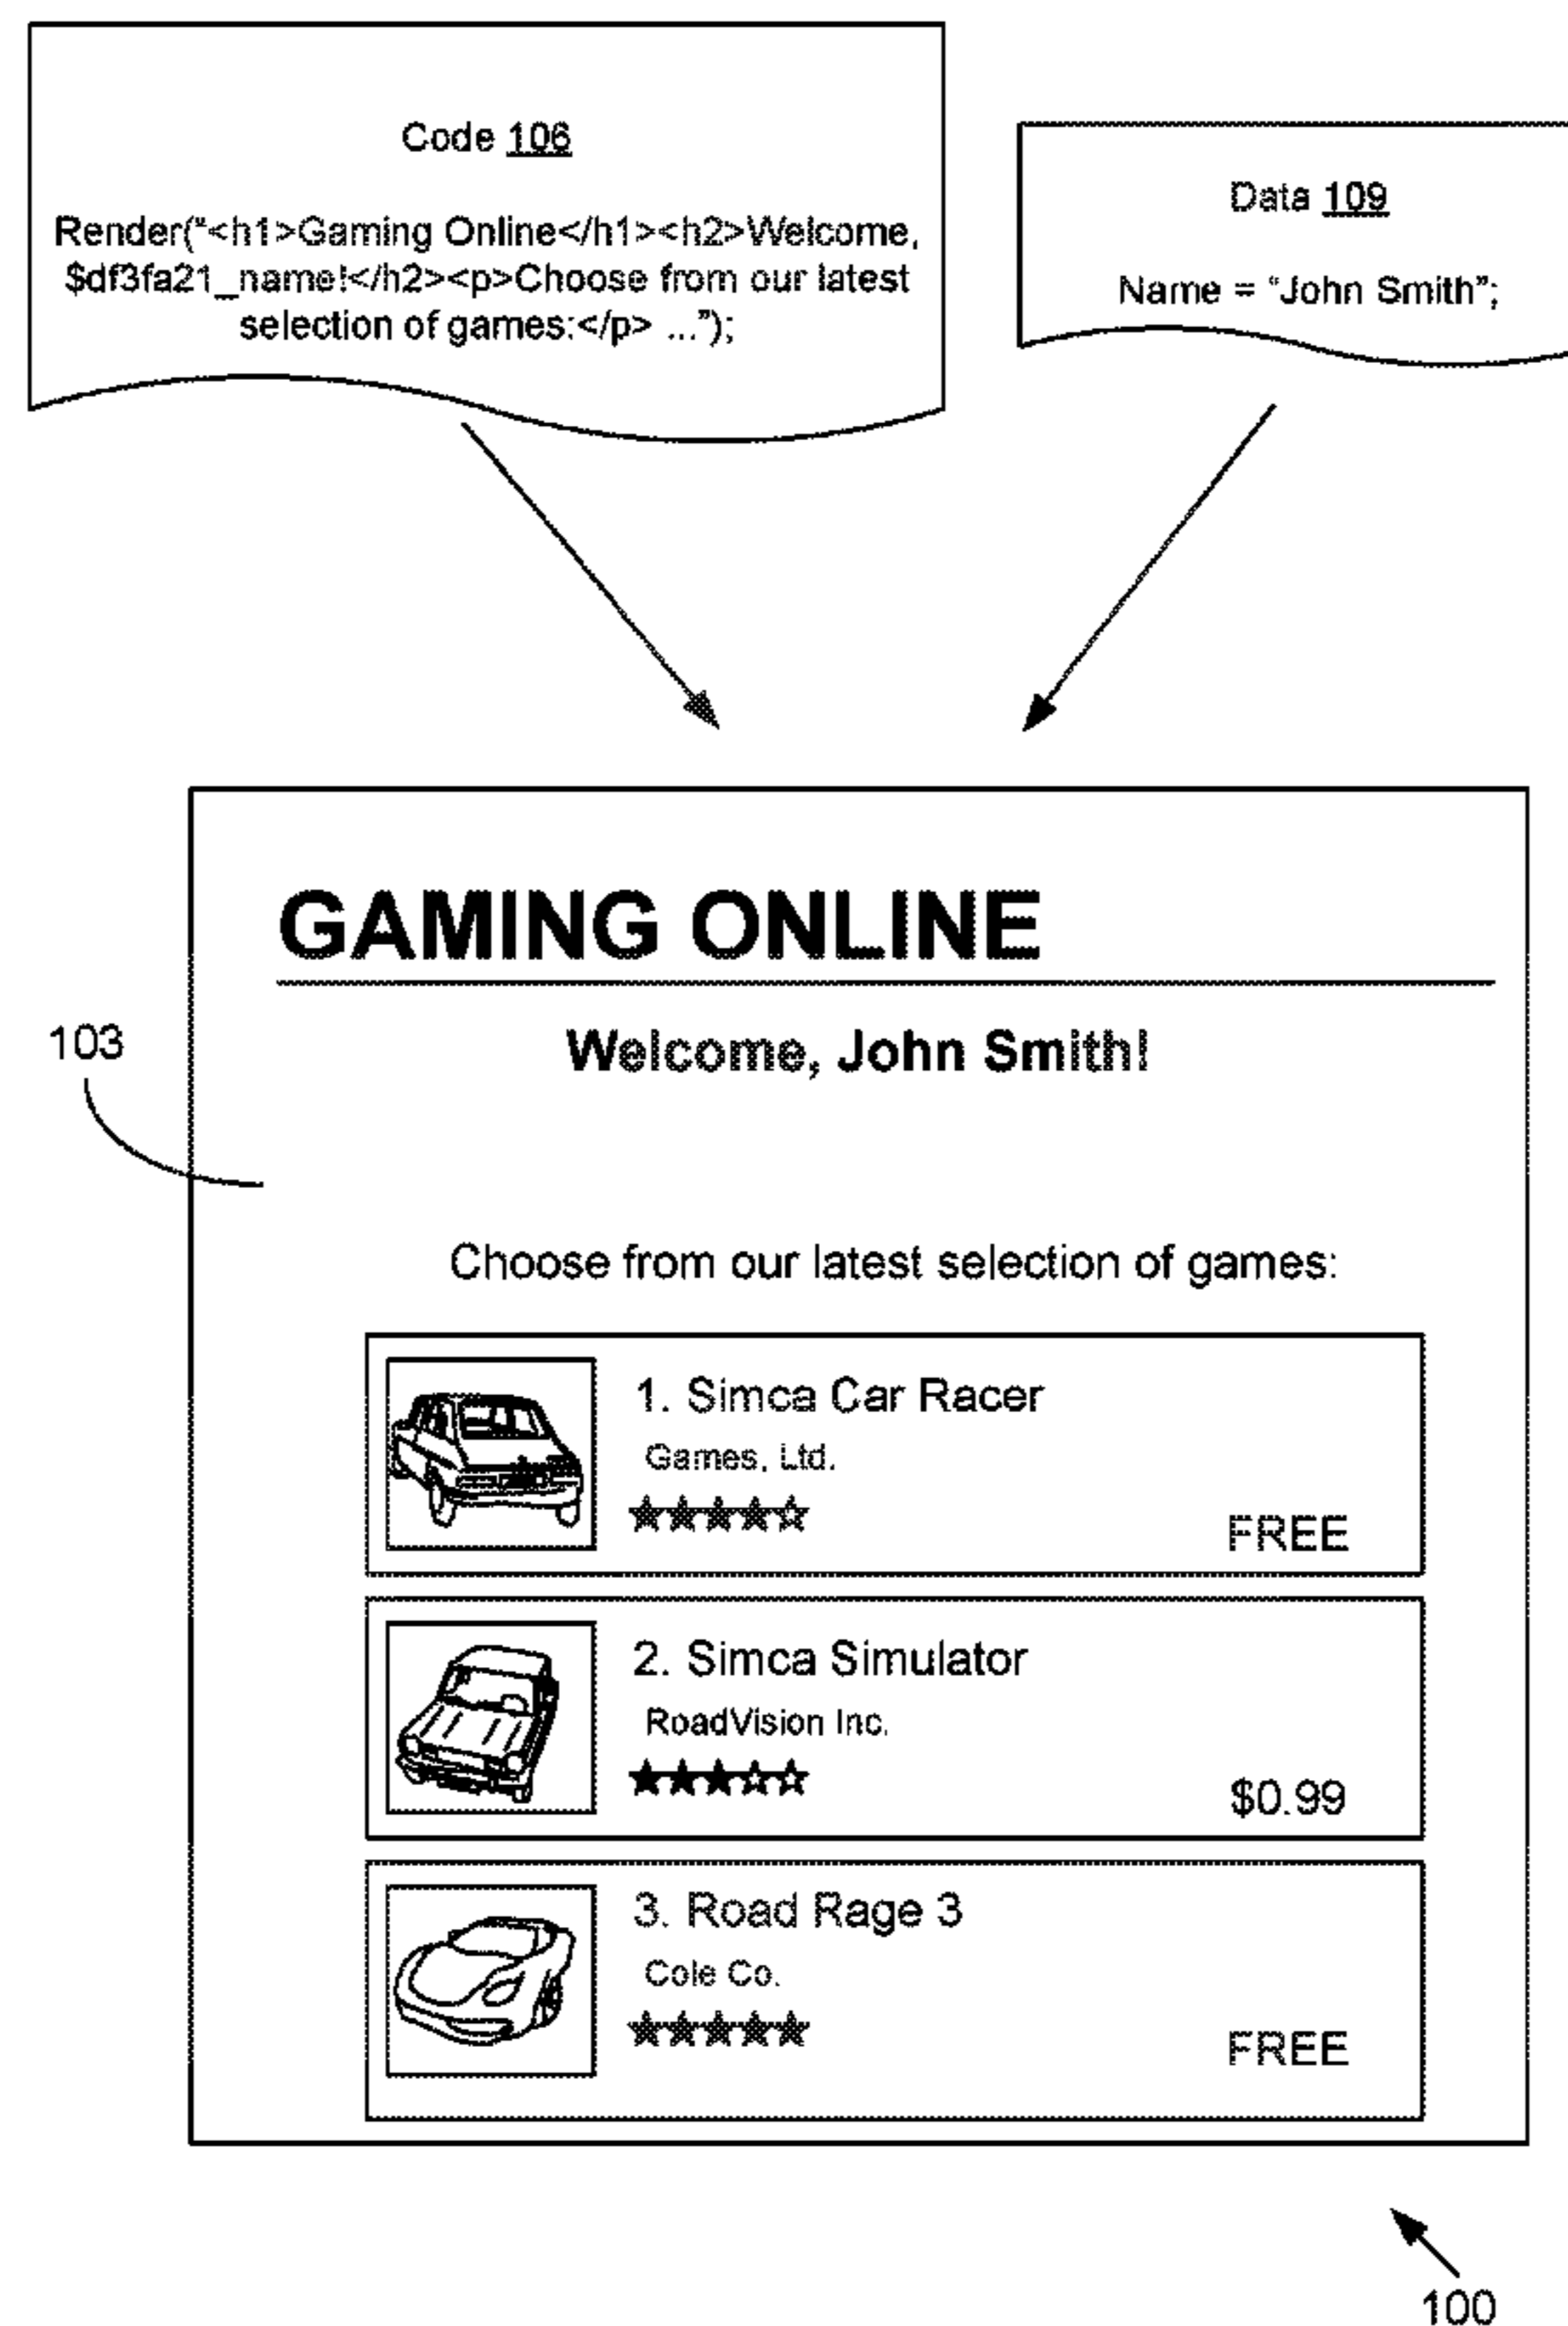 Code 106
Render("<h1>Gaming Online</h1><h2>Welcome,
$df3fa21_name!</h2><p>Choose from our latest
selection of games:</p> ...");
Data 109
Name = "John Smith";
GAMING ONLINE
Welcome, John Smith!
103
Choose from our latest selection of games:
1. Simca Car Racer
Games, Ltd.
FREE
2. Simca Simulator
RoadVision Inc.
$0.99
3. Road Rage 3
Cole Co.
FREE
100